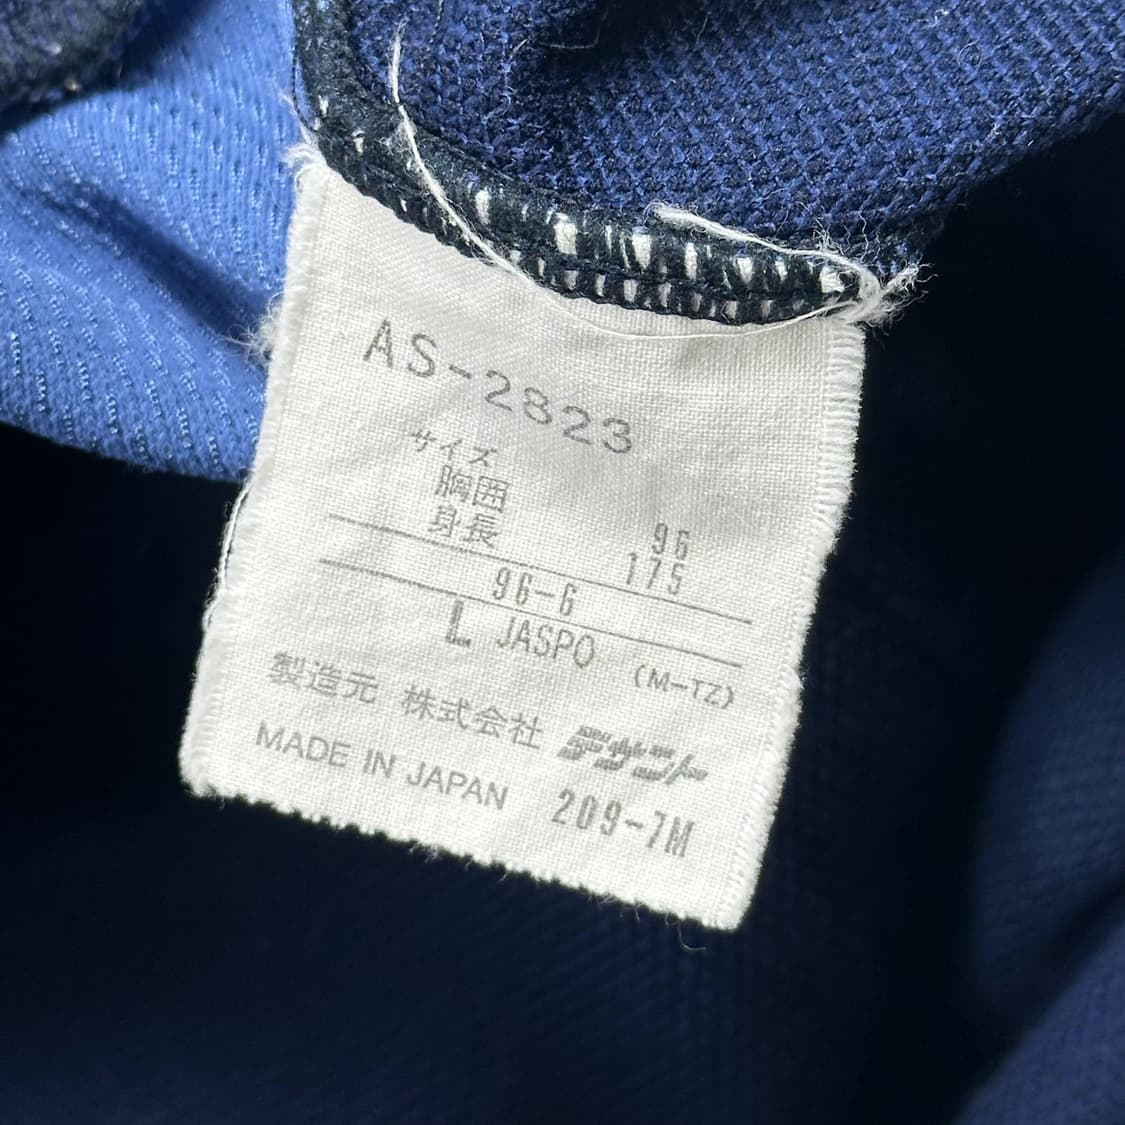 AS-2823
サイズ
胸囲 96
身長 175
96-6
L JASPO (M-TZ)
製造元 株式会社 デサント
MADE IN JAPAN 209-7M